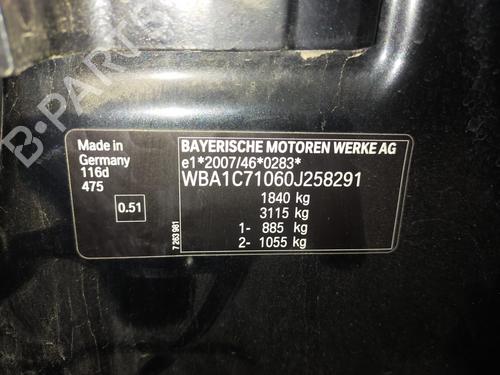 B-PARTS
Made in
Germany
116d
475
0.51
7 263 961
BAYERISCHE MOTOREN WERKE AG
e1*2007/46*0283*
WBA1C71060J258291
1840 kg
3115 kg
1- 885 kg
2- 1055 kg